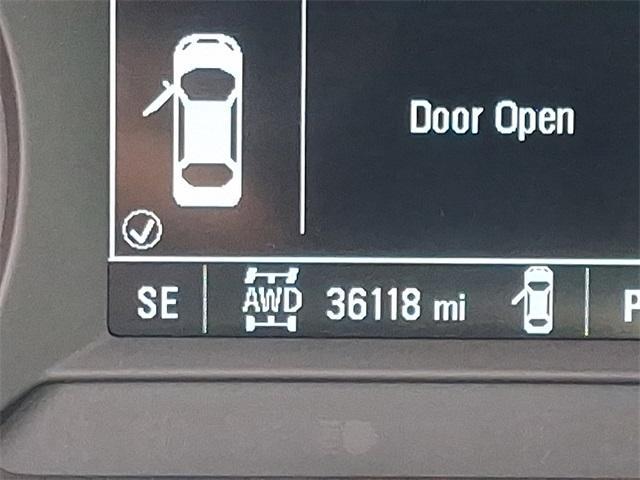 Door Open
SE AWD 36118 mi P